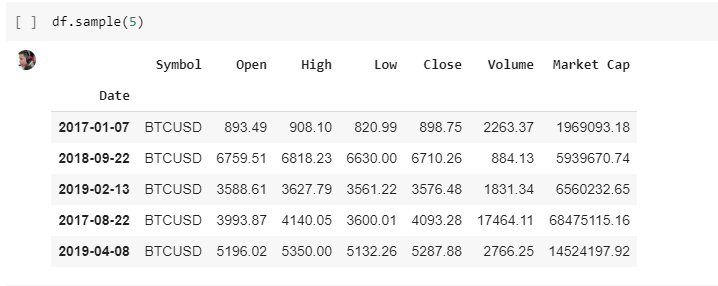 [ ] df.sample(5)
Symbol Open High Low Close Volume Market Cap
Date
2017-01-07 BTCUSD 893.49 908.10 820.99 898.75 2263.37 1969093.18
2018-09-22 BTCUSD 6759.51 6818.23 6630.00 6710.26 884.13 5939670.74
2019-02-13 BTCUSD 3588.61 3627.79 3561.22 3576.48 1831.34 6560232.65
2017-08-22 BTCUSD 3993.87 4140.05 3600.01 4093.28 17464.11 68475115.16
2019-04-08 BTCUSD 5196.02 5350.00 5132.26 5287.88 2766.25 14524197.92